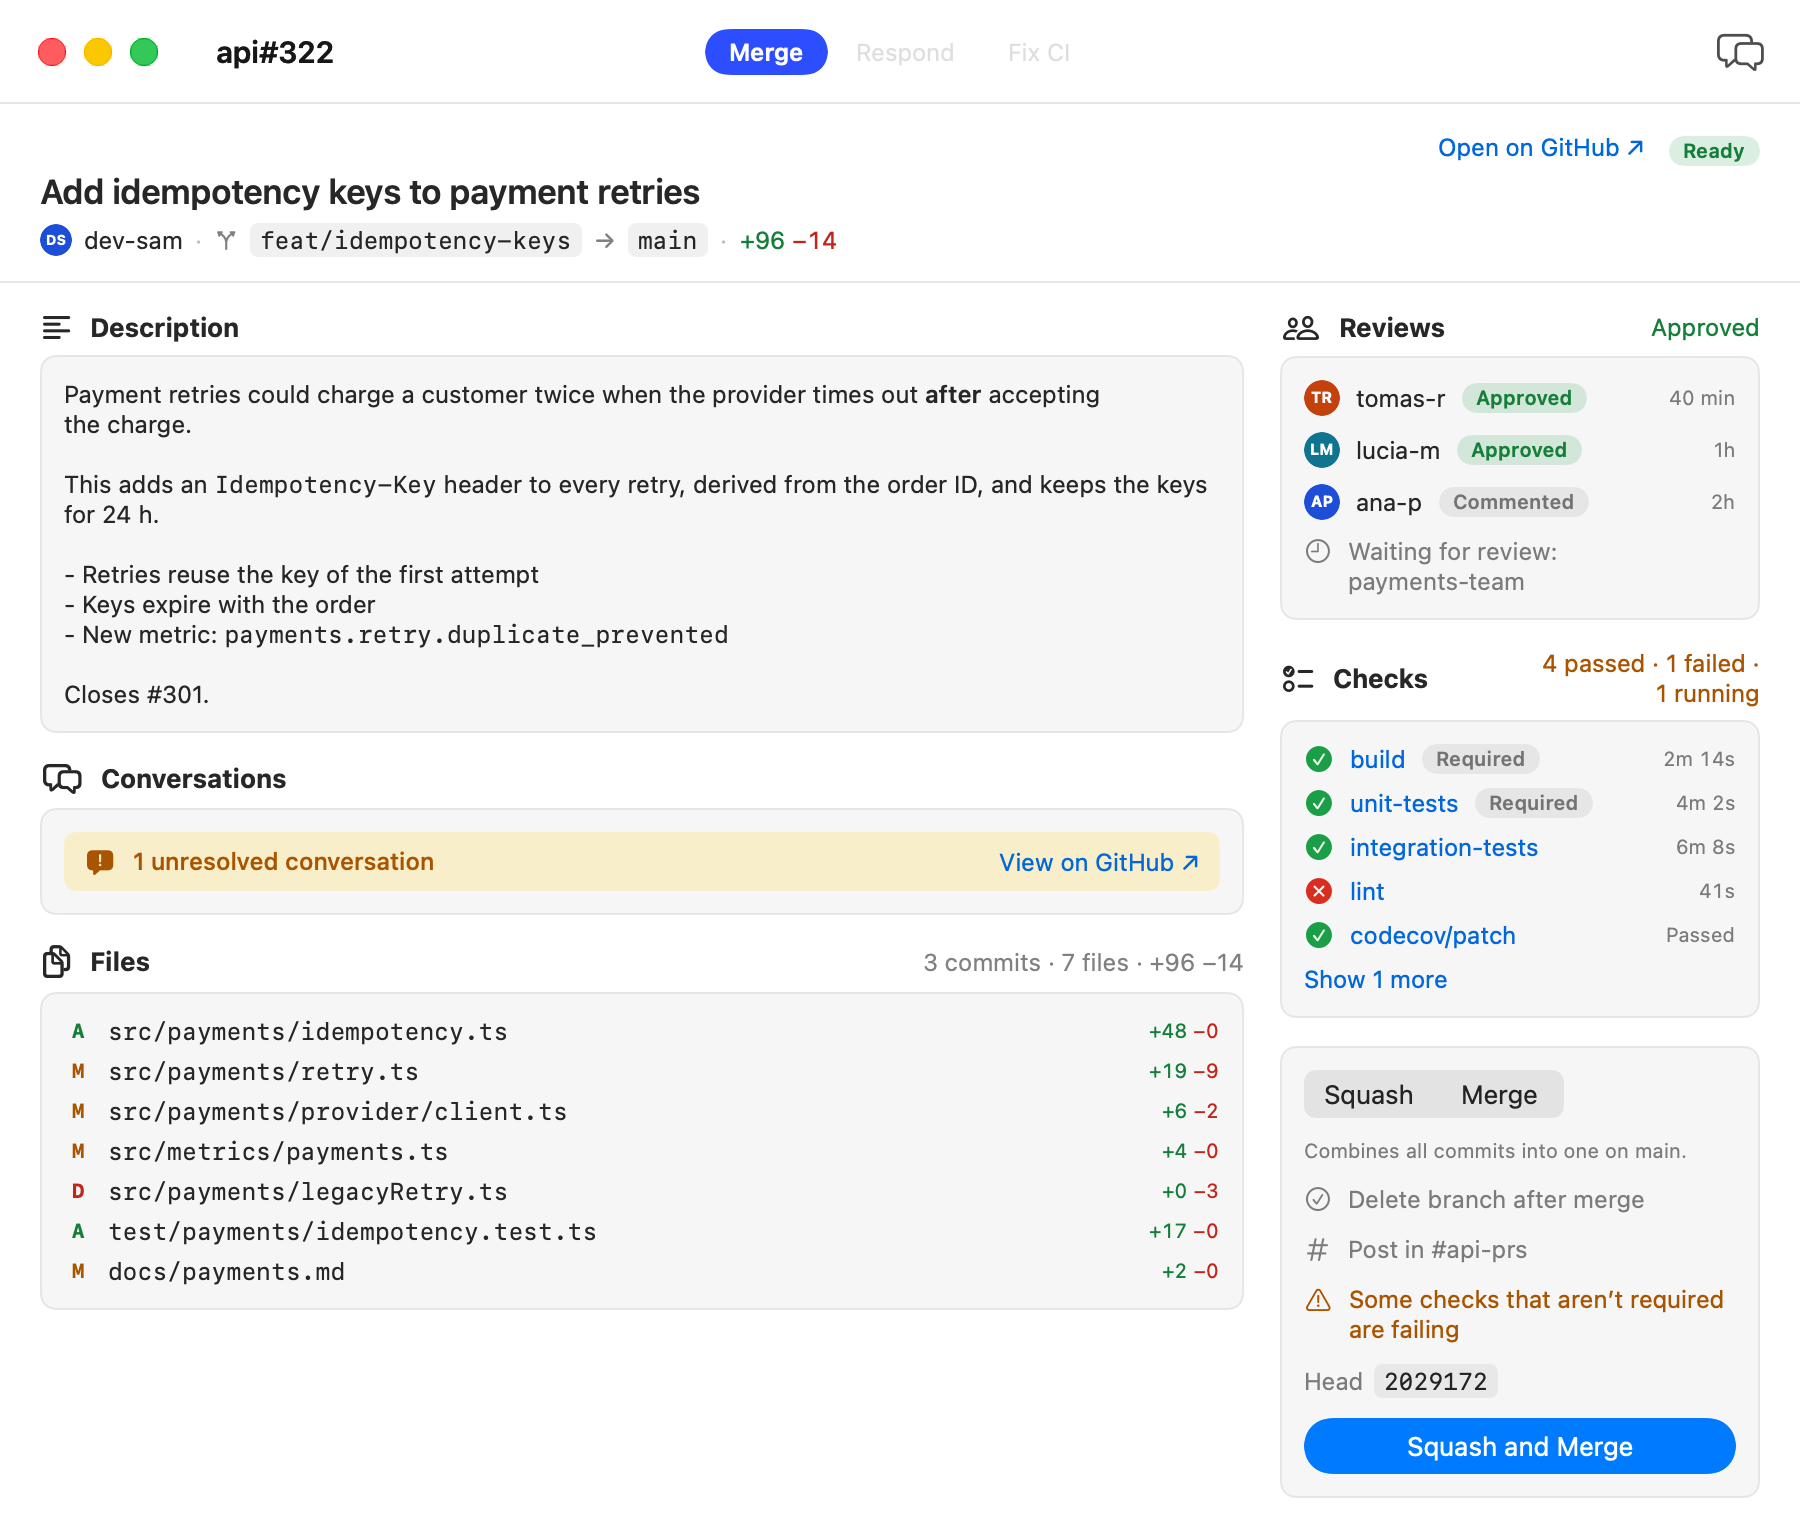 api#322
Merge
Respond
Fix CI
Open on GitHub ↗
Ready
Add idempotency keys to payment retries
DS dev-sam · feat/idempotency-keys → main · +96 −14
Description
Payment retries could charge a customer twice when the provider times out after accepting
the charge.
This adds an Idempotency-Key header to every retry, derived from the order ID, and keeps the keys
for 24 h.
- Retries reuse the key of the first attempt
- Keys expire with the order
- New metric: payments.retry.duplicate_prevented
Closes #301.
Conversations
1 unresolved conversation
View on GitHub ↗
Files
3 commits · 7 files · +96 −14
A src/payments/idempotency.ts +48 −0
M src/payments/retry.ts +19 −9
M src/payments/provider/client.ts +6 −2
M src/metrics/payments.ts +4 −0
D src/payments/legacyRetry.ts +0 −3
A test/payments/idempotency.test.ts +17 −0
M docs/payments.md +2 −0
Reviews
Approved
TR tomas-r Approved 40 min
LM lucia-m Approved 1h
AP ana-p Commented 2h
Waiting for review:
payments-team
Checks
4 passed · 1 failed ·
1 running
build Required 2m 14s
unit-tests Required 4m 2s
integration-tests 6m 8s
lint 41s
codecov/patch Passed
Show 1 more
Squash
Merge
Combines all commits into one on main.
Delete branch after merge
# Post in #api-prs
Some checks that aren’t required
are failing
Head 2029172
Squash and Merge